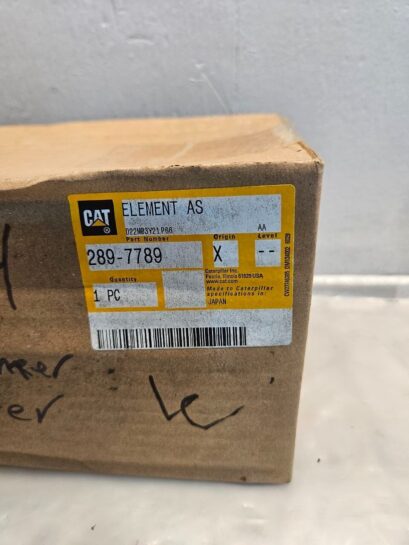 CAT
ELEMENT AS
D22N03Y21P66
AA
Part Number
Origin
Level
289-7789
X
--
Quantity
Caterpillar Inc.
Peoria, Illinois 61629-USA
www.cat.com
1 PC
Made to Caterpillar
specifications in:
JAPAN